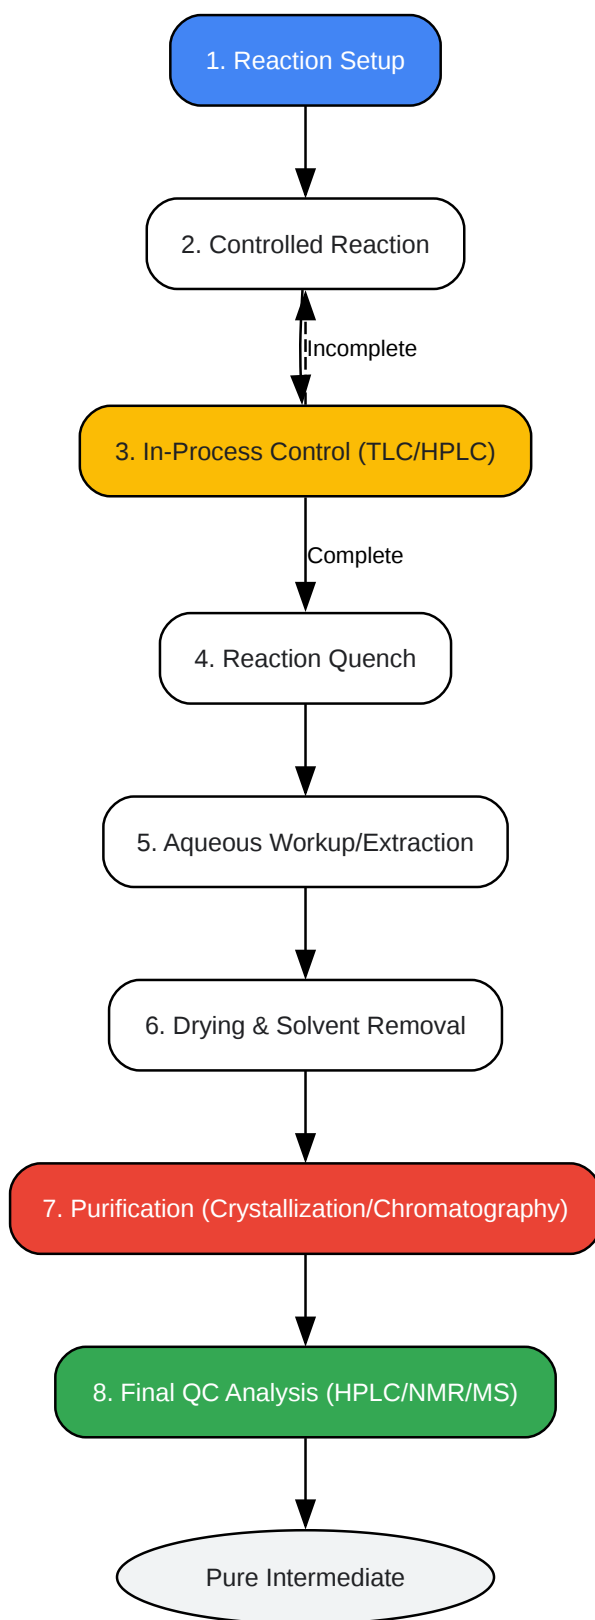 1. Reaction Setup
2. Controlled Reaction
Incomplete
3. In-Process Control (TLC/HPLC)
Complete
4. Reaction Quench
5. Aqueous Workup/Extraction
6. Drying & Solvent Removal
7. Purification (Crystallization/Chromatography)
8. Final QC Analysis (HPLC/NMR/MS)
Pure Intermediate